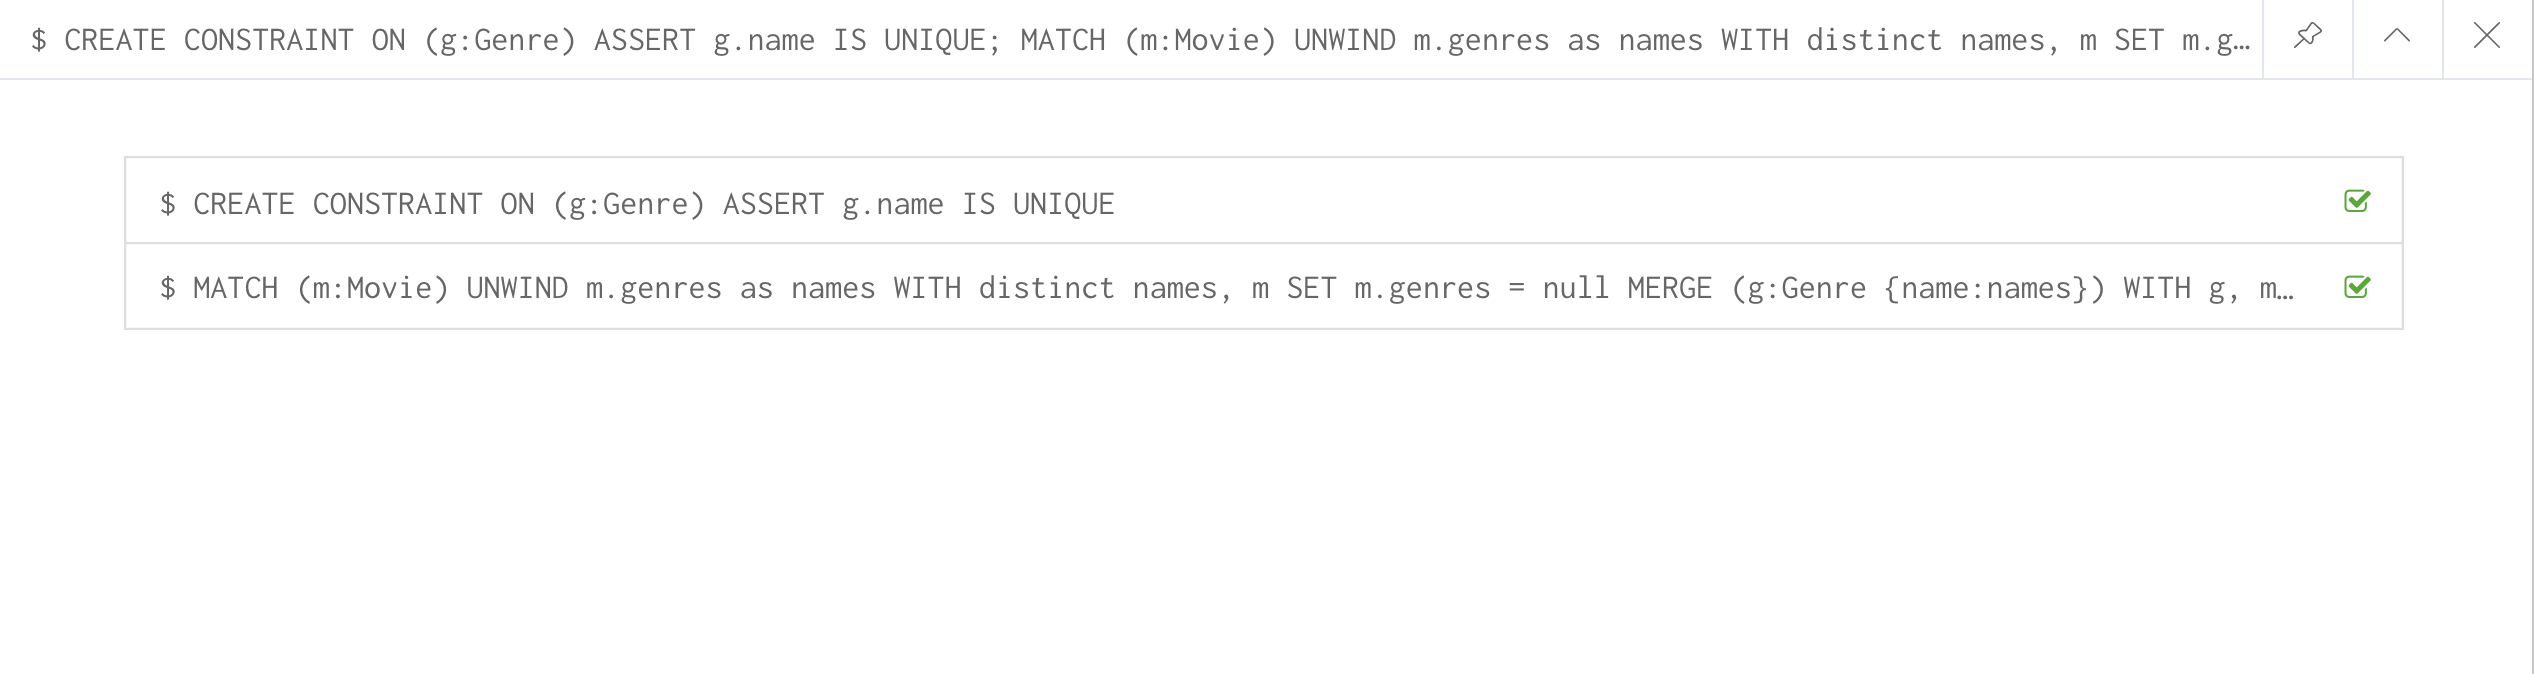 $ CREATE CONSTRAINT ON (g:Genre) ASSERT g.name IS UNIQUE; MATCH (m:Movie) UNWIND m.genres as names WITH distinct names, m SET m.g…
$ CREATE CONSTRAINT ON (g:Genre) ASSERT g.name IS UNIQUE
$ MATCH (m:Movie) UNWIND m.genres as names WITH distinct names, m SET m.genres = null MERGE (g:Genre {name:names}) WITH g, m…